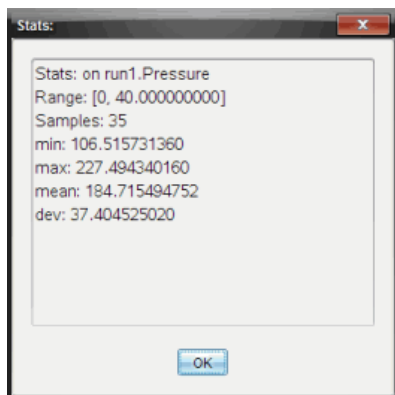 Stats:
Stats: on run1.Pressure
Range: [0, 40.000000000]
Samples: 35
min: 106.515731360
max: 227.494340160
mean: 184.715494752
dev: 37.404525020
OK